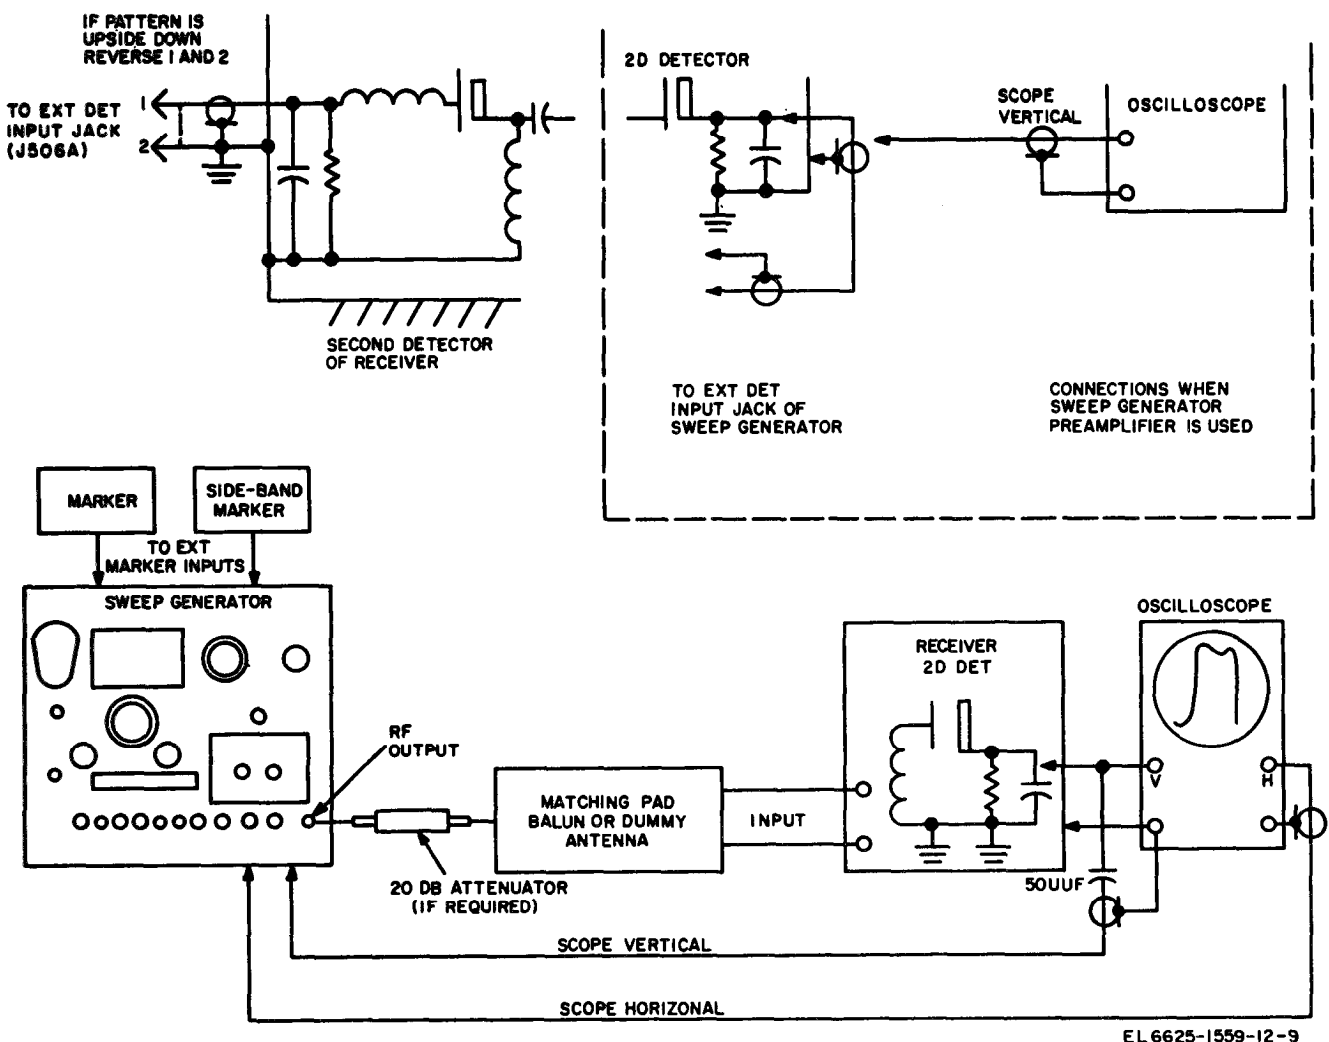 IF PATTERN IS
UPSIDE DOWN
REVERSE 1 AND 2
TO EXT DET
INPUT JACK
(J506A)
1
2
SECOND DETECTOR
OF RECEIVER
2D DETECTOR
SCOPE
VERTICAL
OSCILLOSCOPE
TO EXT DET
INPUT JACK OF
SWEEP GENERATOR
CONNECTIONS WHEN
SWEEP GENERATOR
PREAMPLIFIER IS USED
MARKER
SIDE-BAND
MARKER
TO EXT
MARKER INPUTS
SWEEP GENERATOR
RF
OUTPUT
20 DB ATTENUATOR
(IF REQUIRED)
MATCHING PAD
BALUN OR DUMMY
ANTENNA
INPUT
RECEIVER
2D DET
OSCILLOSCOPE
V
H
50UUF
SCOPE VERTICAL
SCOPE HORIZONAL
EL6625-1559-12-9